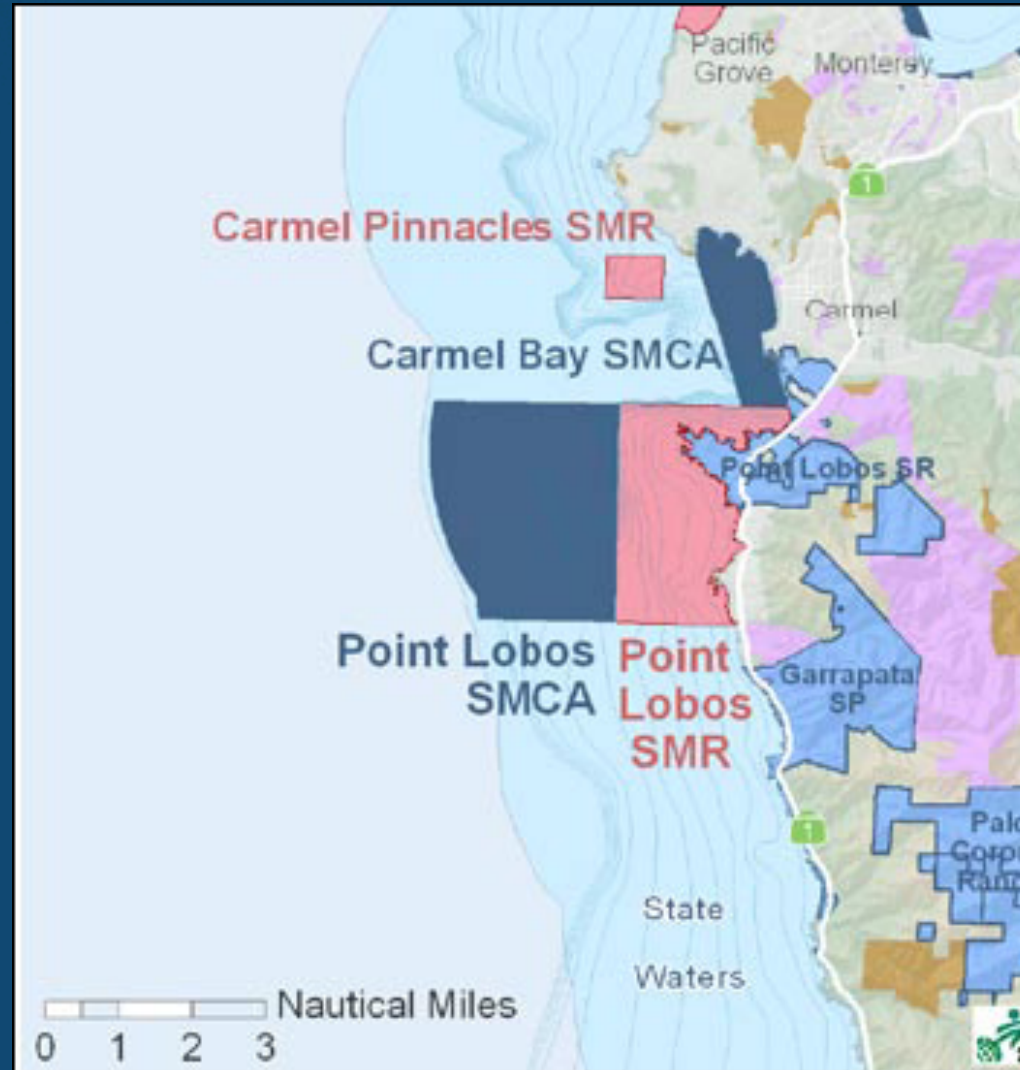 Pacific
Grove
Monterey
1
Carmel Pinnacles SMR
Carmel
Carmel Bay SMCA
Point Lobos SR
Point Lobos
SMCA
Point
Lobos
SMR
Garrapata
SP
1
State
Waters
Nautical Miles
0 1 2 3